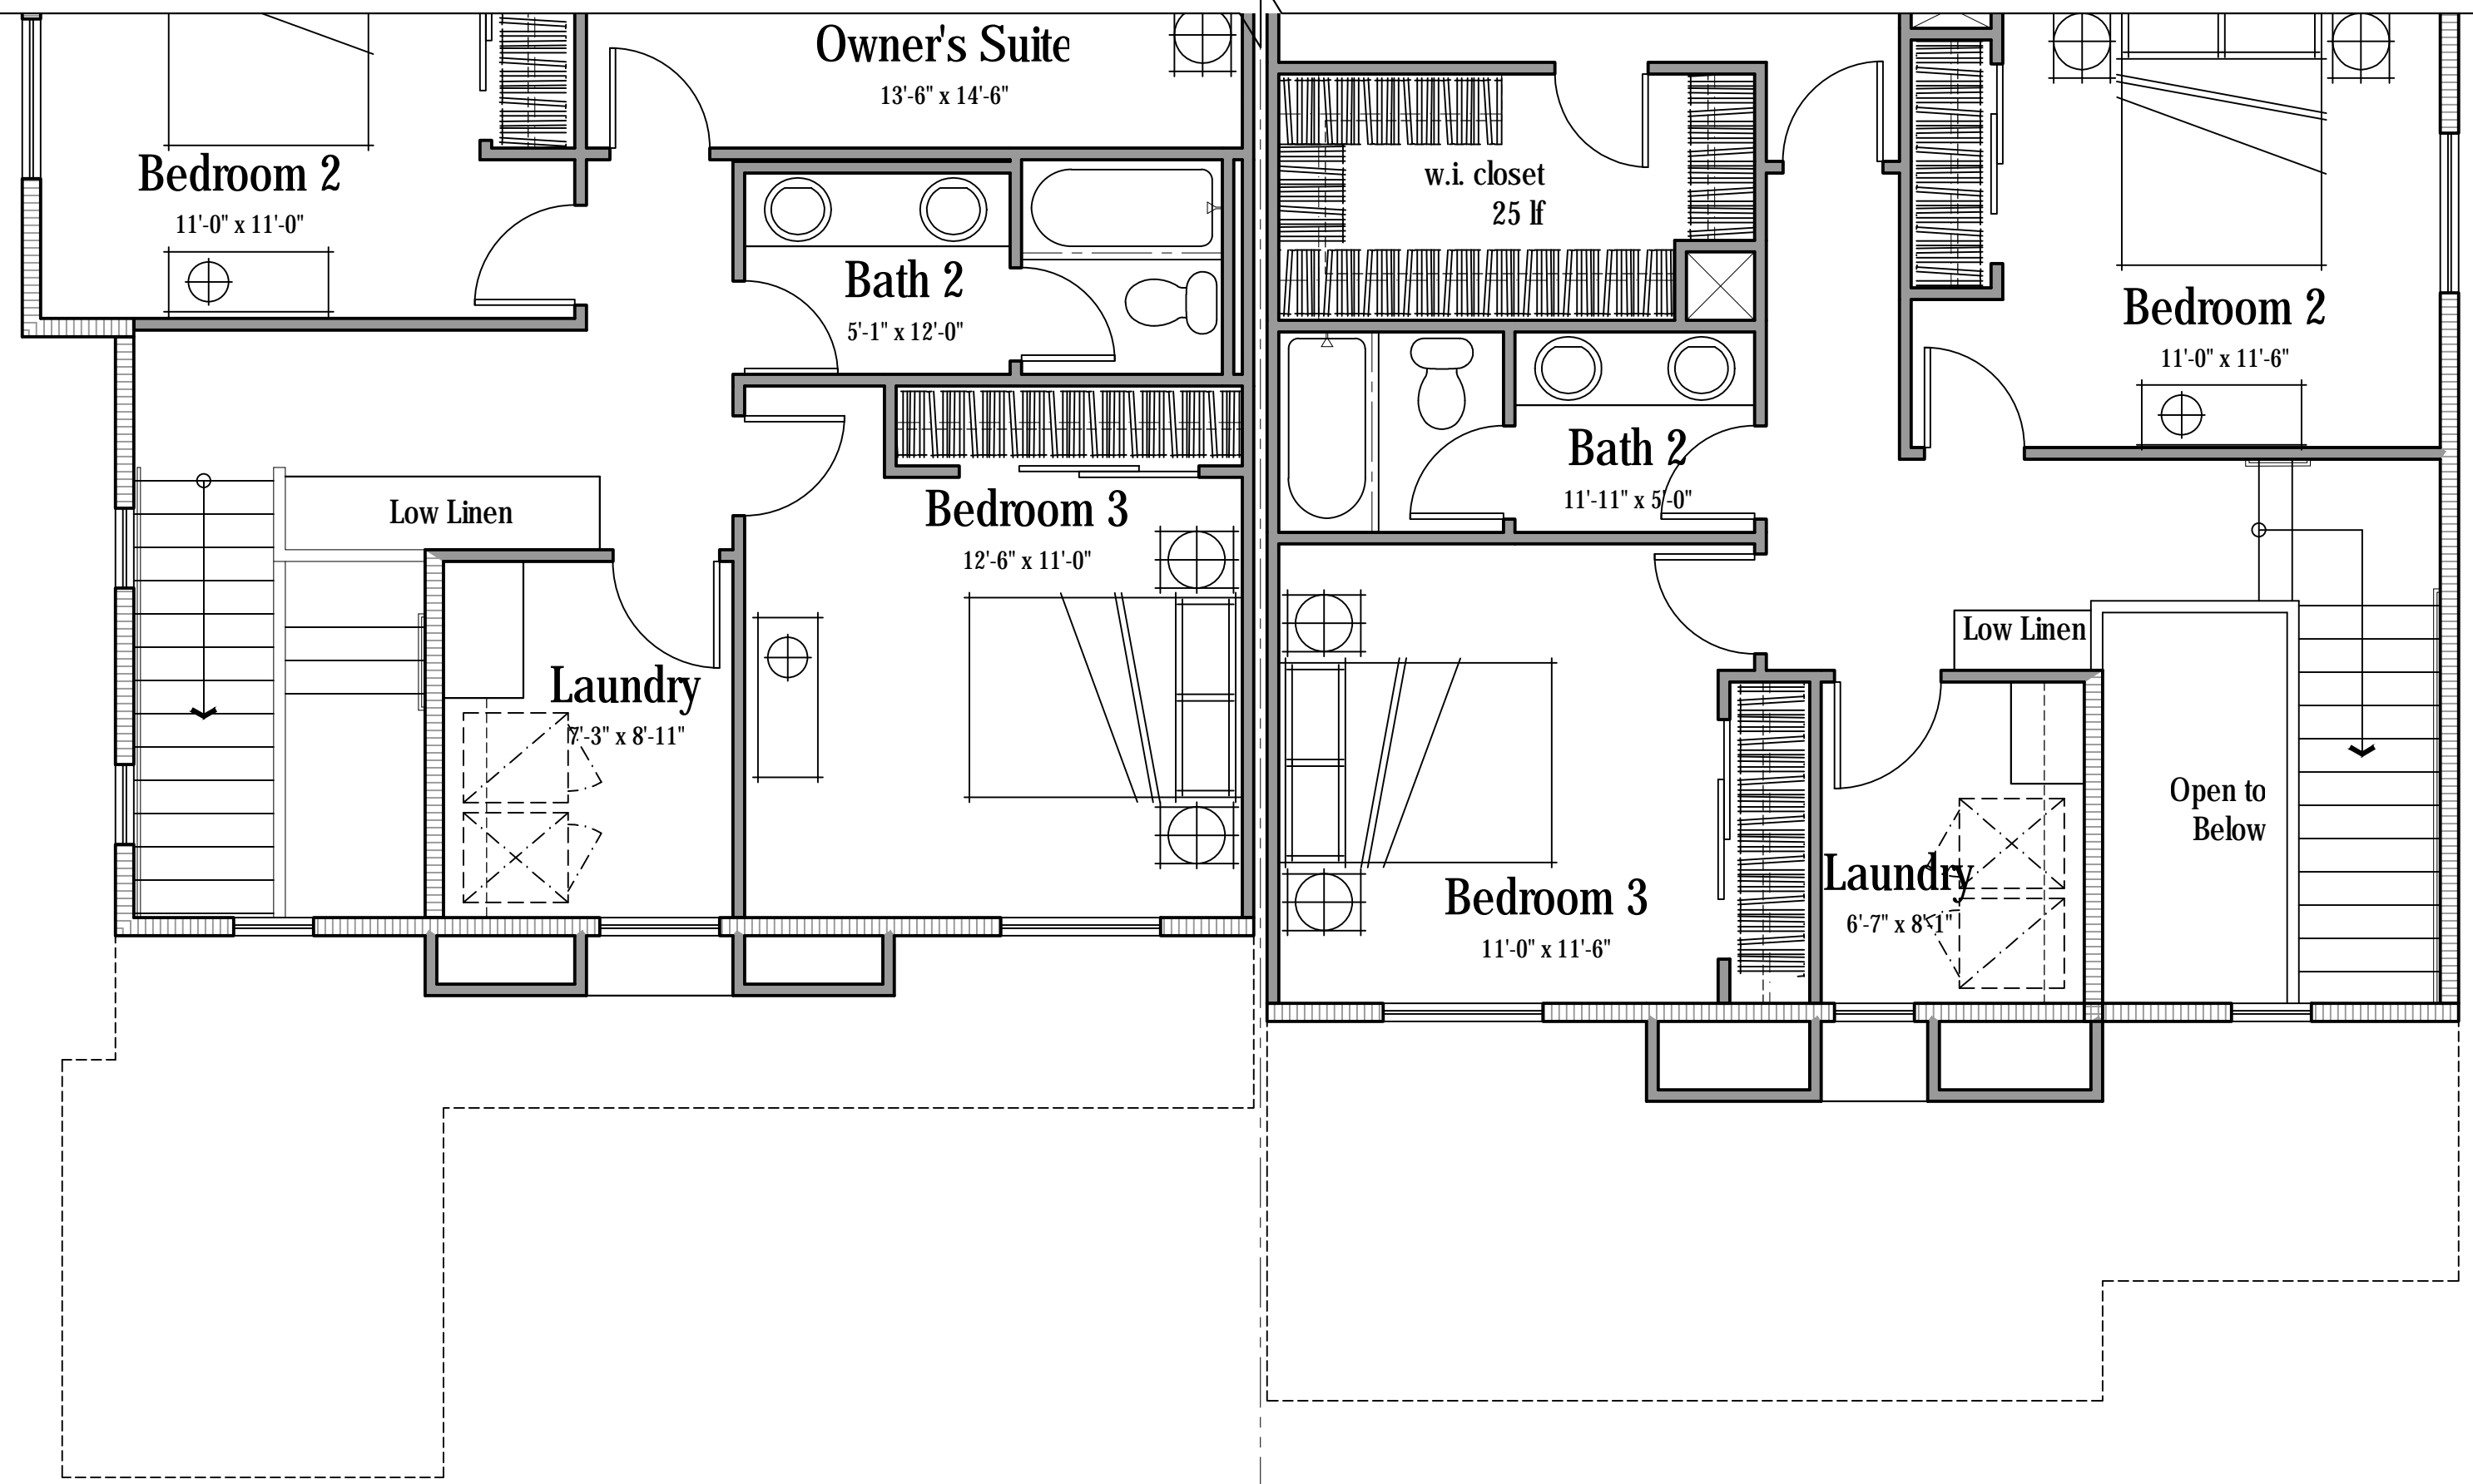 Owner's Suite
13'-6" x 14'-6"
Bedroom 2
11'-0" x 11'-0"
Bath 2
5'-1" x 12'-0"
Low Linen
Bedroom 3
12'-6" x 11'-0"
Laundry
7'-3" x 8'-11"
w.i. closet
25 lf
Bedroom 2
11'-0" x 11'-6"
Bath 2
11'-11" x 5'-0"
Low Linen
Open to
Below
Laundry
6'-7" x 8'-1"
Bedroom 3
11'-0" x 11'-6"